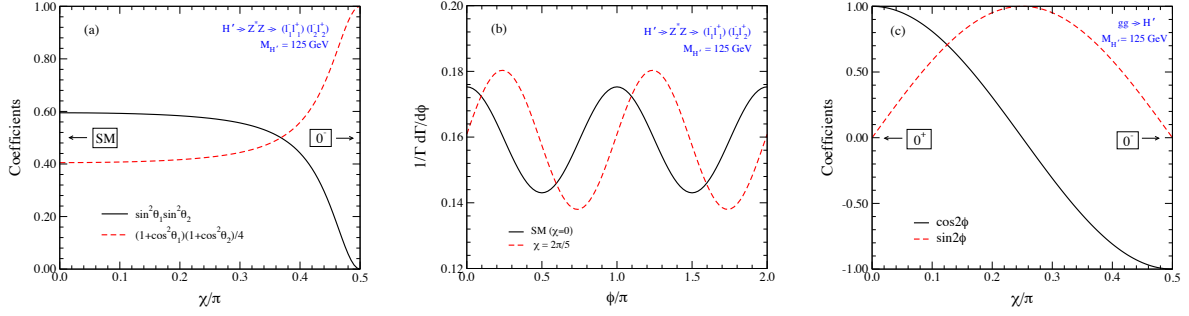 (a)
H′→Z*Z→(l₁⁻l₁⁺)(l₂⁻l₂⁺)
M_H′ = 125 GeV
Coefficients
1.00
0.80
0.60
0.40
0.20
0.00
SM
0⁻
sin²θ₁sin²θ₂
(1+cos²θ₁)(1+cos²θ₂)/4
0.0 0.1 0.2 0.3 0.4 0.5
χ/π
(b)
H′→Z*Z→(l₁⁻l₁⁺)(l₂⁻l₂⁺)
M_H′ = 125 GeV
1/Γ dΓ/dϕ
0.20
0.18
0.16
0.14
0.12
SM (χ=0)
χ = 2π/5
0.0 0.5 1.0 1.5 2.0
ϕ/π
(c)
gg→H′
M_H′ = 125 GeV
Coefficients
1.00
0.50
0.00
-0.50
-1.00
0⁺
0⁻
cos2ϕ
sin2ϕ
0.0 0.1 0.2 0.3 0.4 0.5
χ/π